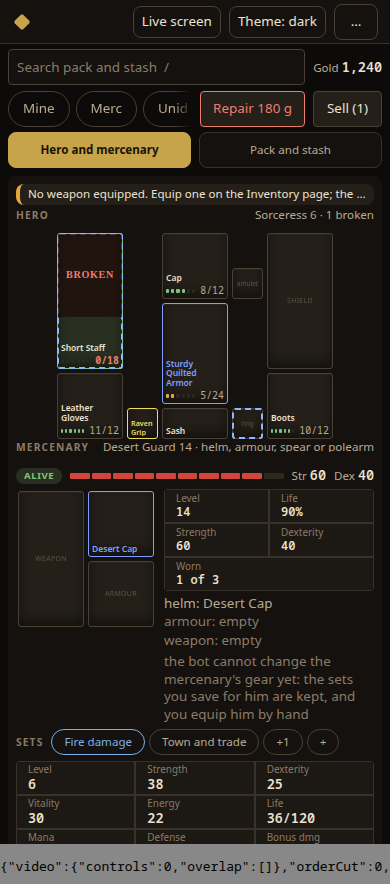 Live screen Theme: dark ...
Search pack and stash / Gold 1,240
Mine Merc Unid Repair 180 g Sell (1)
Hero and mercenary Pack and stash
No weapon equipped. Equip one on the Inventory page; the ...
HERO Sorceress 6 · 1 broken
BROKEN
Short Staff
0/18
Cap
8/12
amulet
SHIELD
Sturdy
Quilted
Armor
5/24
Leather
Gloves
11/12
Raven
Grip
Sash
ring
Boots
10/12
MERCENARY Desert Guard 14 · helm, armour, spear or polearm
ALIVE Str 60 Dex 40
WEAPON
Desert Cap
ARMOUR
Level Life
14 90%
Strength Dexterity
60 40
Worn
1 of 3
helm: Desert Cap
armour: empty
weapon: empty
the bot cannot change the
mercenary's gear yet: the sets
you save for him are kept, and
you equip him by hand
SETS Fire damage Town and trade +1 +
Level Strength Dexterity
6 38 25
Vitality Energy Life
30 22 36/120
Mana Defense Bonus dmg
{"video":{"controls":0,"overlap":[]},"orderCut":0,